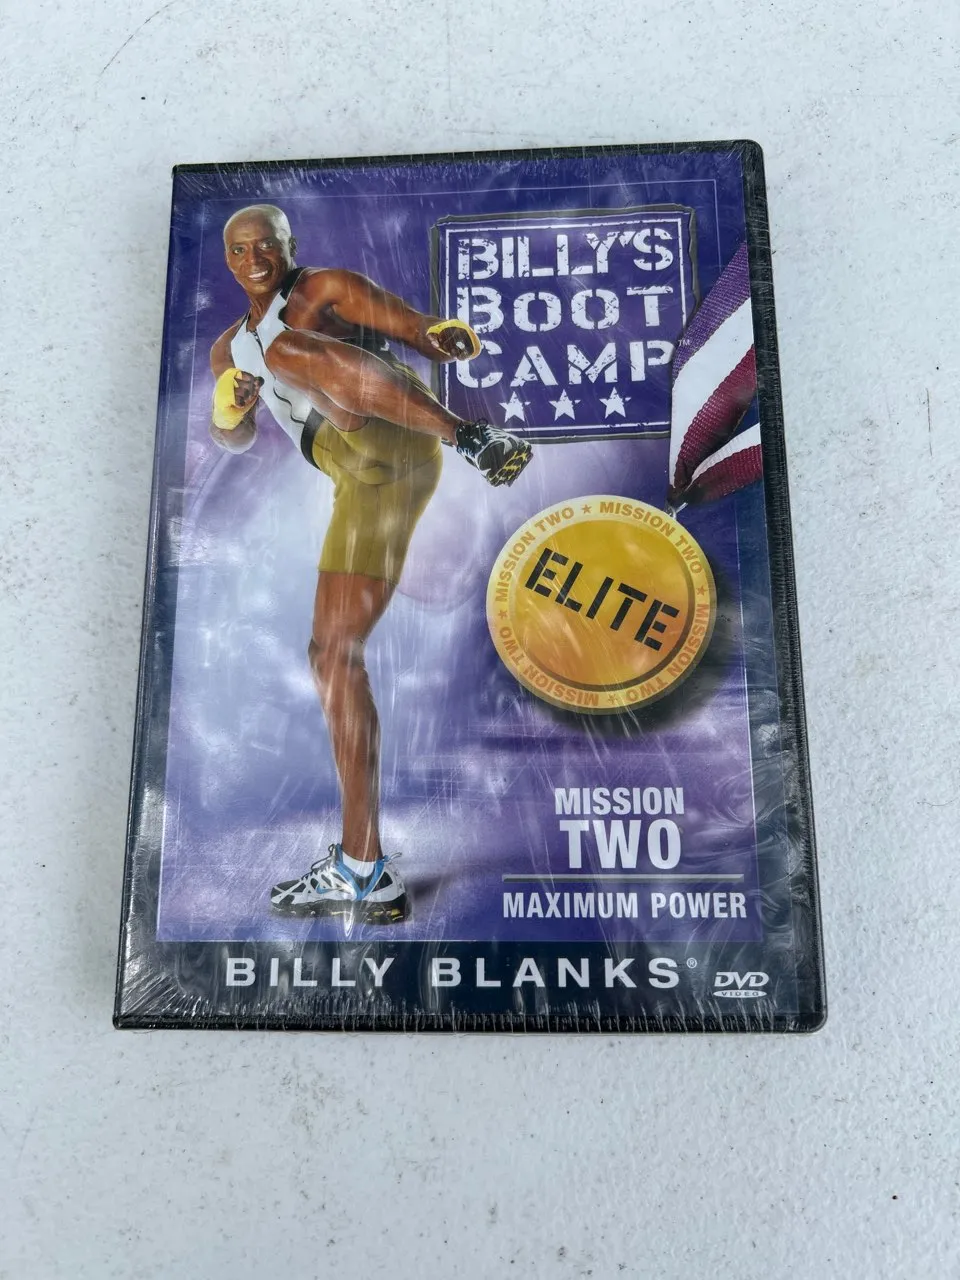 BILLY'S
BOOT
CAMP™
MISSION TWO ★ MISSION TWO ★ MISSION TWO ★ MISSION TWO ★
ELITE
MISSION
TWO
MAXIMUM POWER
BILLY BLANKS®
DVD
VIDEO